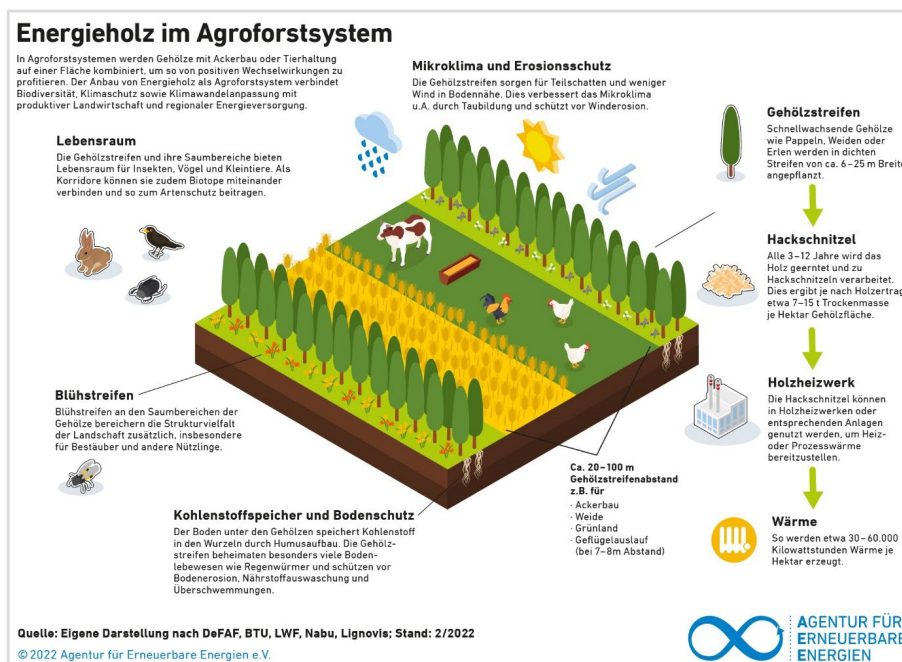 Energieholz im Agroforstsystem
In Agroforstsystemen werden Gehölze mit Ackerbau oder Tierhaltung
auf einer Fläche kombiniert, um so von positiven Wechselwirkungen zu
profitieren. Der Anbau von Energieholz als Agroforstsystem verbindet
Biodiversität, Klimaschutz sowie Klimawandelanpassung mit
produktiver Landwirtschaft und regionaler Energieversorgung.
Mikroklima und Erosionsschutz
Die Gehölzstreifen sorgen für Teilschatten und weniger
Wind in Bodennähe. Dies verbessert das Mikroklima
u.A. durch Taubildung und schützt vor Winderosion.
Lebensraum
Die Gehölzstreifen und ihre Saumbereiche bieten
Lebensraum für Insekten, Vögel und Kleintiere. Als
Korridore können sie zudem Biotope miteinander
verbinden und so zum Artenschutz beitragen.
Gehölzstreifen
Schnellwachsende Gehölze
wie Pappeln, Weiden oder
Erlen werden in dichten
Streifen von ca. 6–25 m Breite
angepflanzt.
Hackschnitzel
Alle 3–12 Jahre wird das
Holz geerntet und zu
Hackschnitzeln verarbeitet.
Dies ergibt je nach Holzertrag
etwa 7–15 t Trockenmasse
je Hektar Gehölzfläche.
Holzheizwerk
Die Hackschnitzel können
in Holzheizwerken oder
entsprechenden Anlagen
genutzt werden, um Heiz-
oder Prozesswärme
bereitzustellen.
Wärme
So werden etwa 30–60.000
Kilowattstunden Wärme je
Hektar erzeugt.
Blühstreifen
Blühstreifen an den Saumbereichen der
Gehölze bereichern die Strukturvielfalt
der Landschaft zusätzlich, insbesondere
für Bestäuber und andere Nützlinge.
Kohlenstoffspeicher und Bodenschutz
Der Boden unter den Gehölzen speichert Kohlenstoff
in den Wurzeln durch Humusaufbau. Die Gehölz-
streifen beheimaten besonders viele Boden-
lebewesen wie Regenwürmer und schützen vor
Bodenerosion, Nährstoffauswaschung und
Überschwemmungen.
Ca. 20–100 m
Gehölzstreifenabstand
z.B. für
· Ackerbau
· Weide
· Grünland
· Geflügelauslauf
(bei 7–8m Abstand)
Quelle: Eigene Darstellung nach DeFAF, BTU, LWF, Nabu, Lignovis; Stand: 2/2022
© 2022 Agentur für Erneuerbare Energien e.V.
AGENTUR FÜR
ERNEUERBARE
ENERGIEN